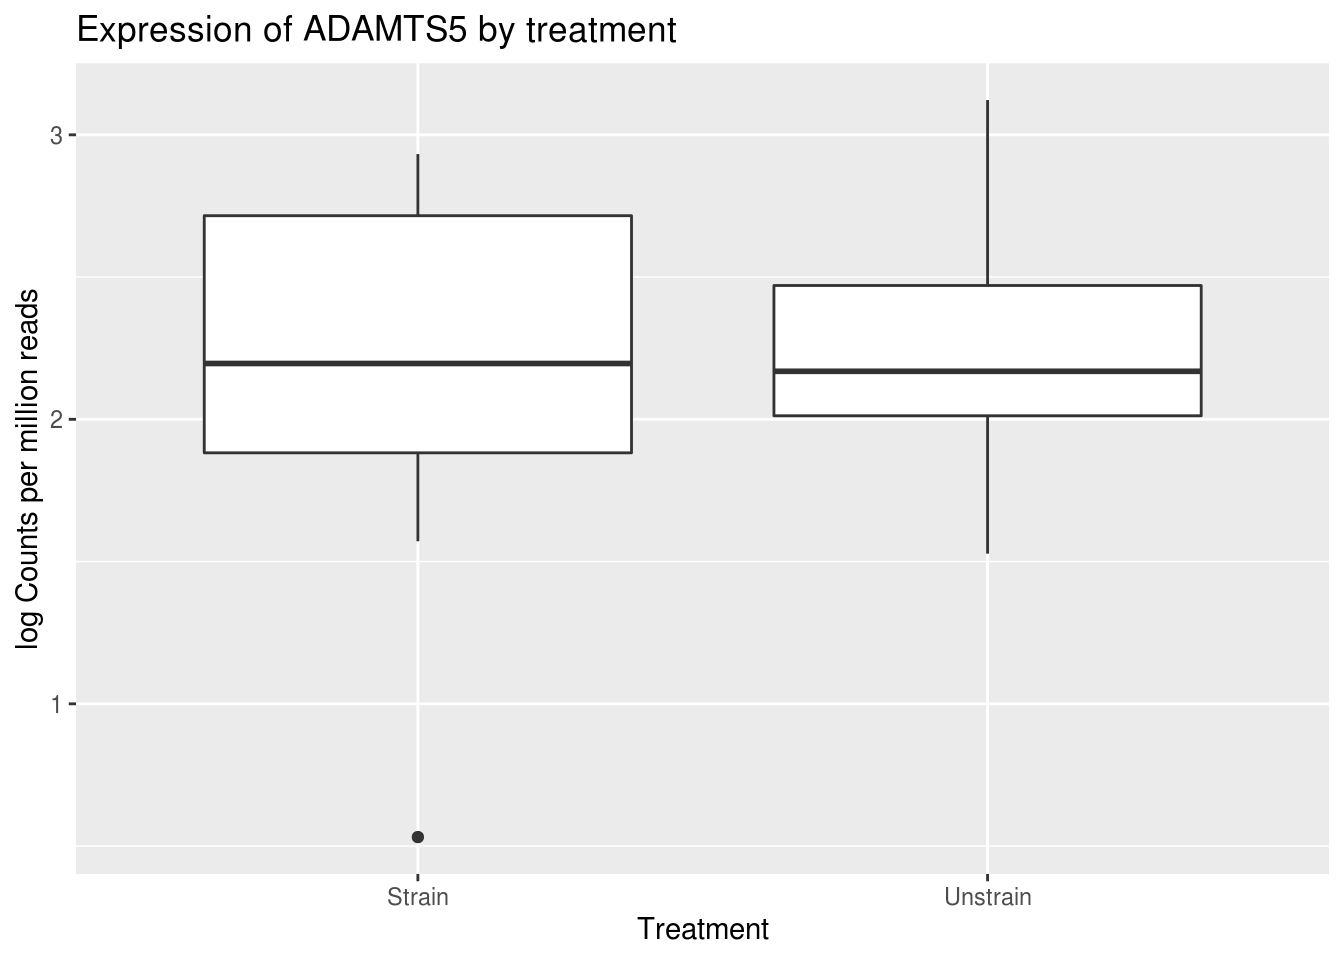 Expression of ADAMTS5 by treatment
log Counts per million reads
3
2
1
Strain Unstrain
Treatment